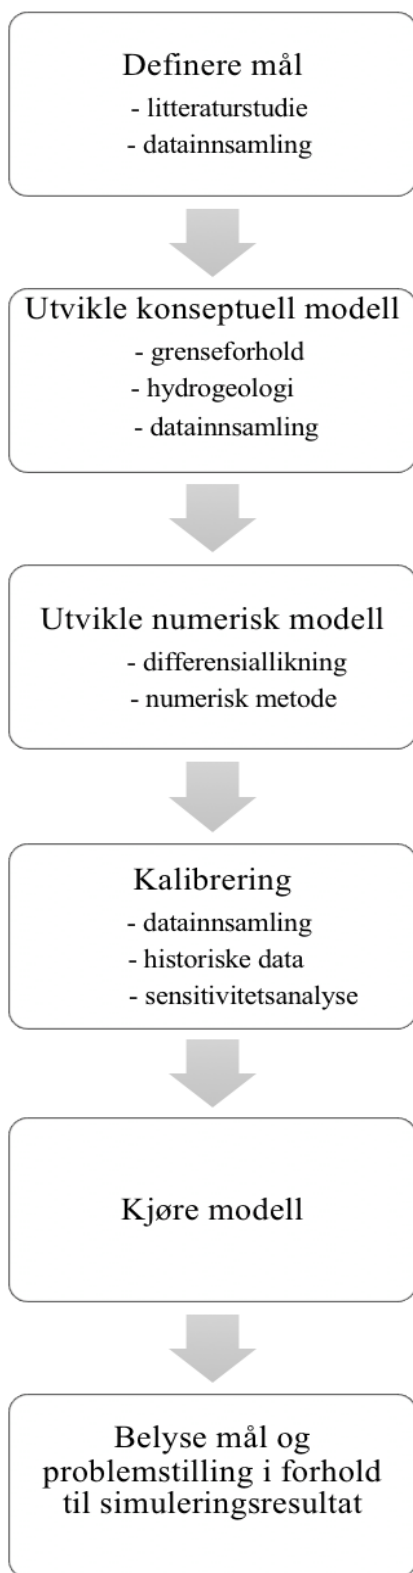 Definere mål
- litteraturstudie
- datainnsamling
Utvikle konseptuell modell
- grenseforhold
- hydrogeologi
- datainnsamling
Utvikle numerisk modell
- differensiallikning
- numerisk metode
Kalibrering
- datainnsamling
- historiske data
- sensitivitetsanalyse
Kjøre modell
Belyse mål og
problemstilling i forhold
til simuleringsresultat